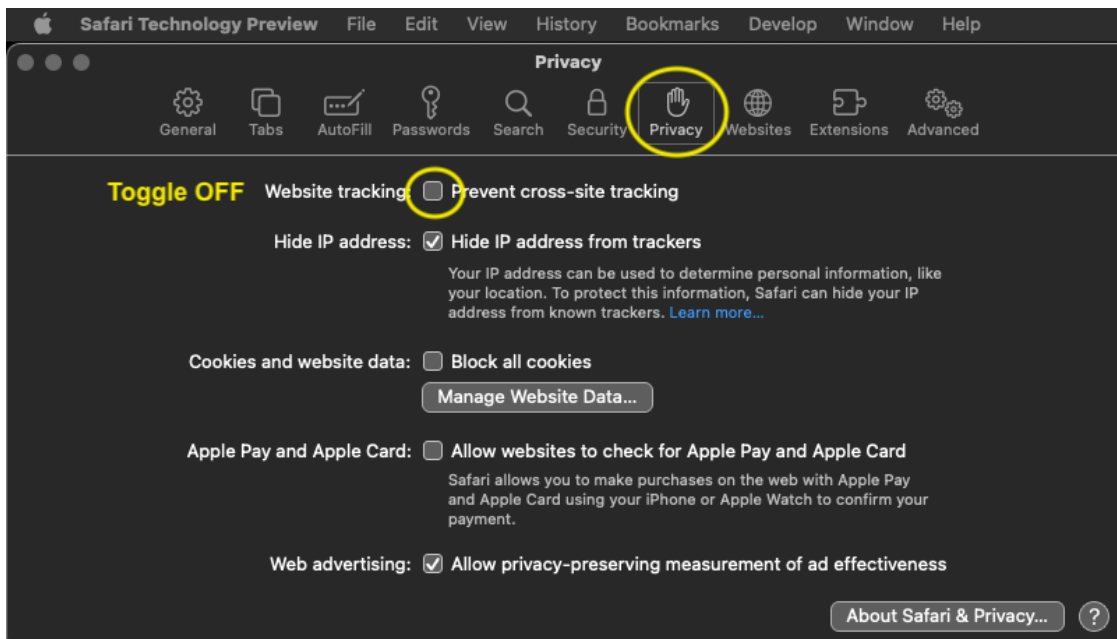 Safari Technology Preview File Edit View History Bookmarks Develop Window Help
Privacy
General Tabs AutoFill Passwords Search Security Privacy Websites Extensions Advanced
Toggle OFF Website tracking: Prevent cross-site tracking
Hide IP address: Hide IP address from trackers
Your IP address can be used to determine personal information, like
your location. To protect this information, Safari can hide your IP
address from known trackers. Learn more...
Cookies and website data: Block all cookies
Manage Website Data...
Apple Pay and Apple Card: Allow websites to check for Apple Pay and Apple Card
Safari allows you to make purchases on the web with Apple Pay
and Apple Card using your iPhone or Apple Watch to confirm your
payment.
Web advertising: Allow privacy-preserving measurement of ad effectiveness
About Safari & Privacy... ?